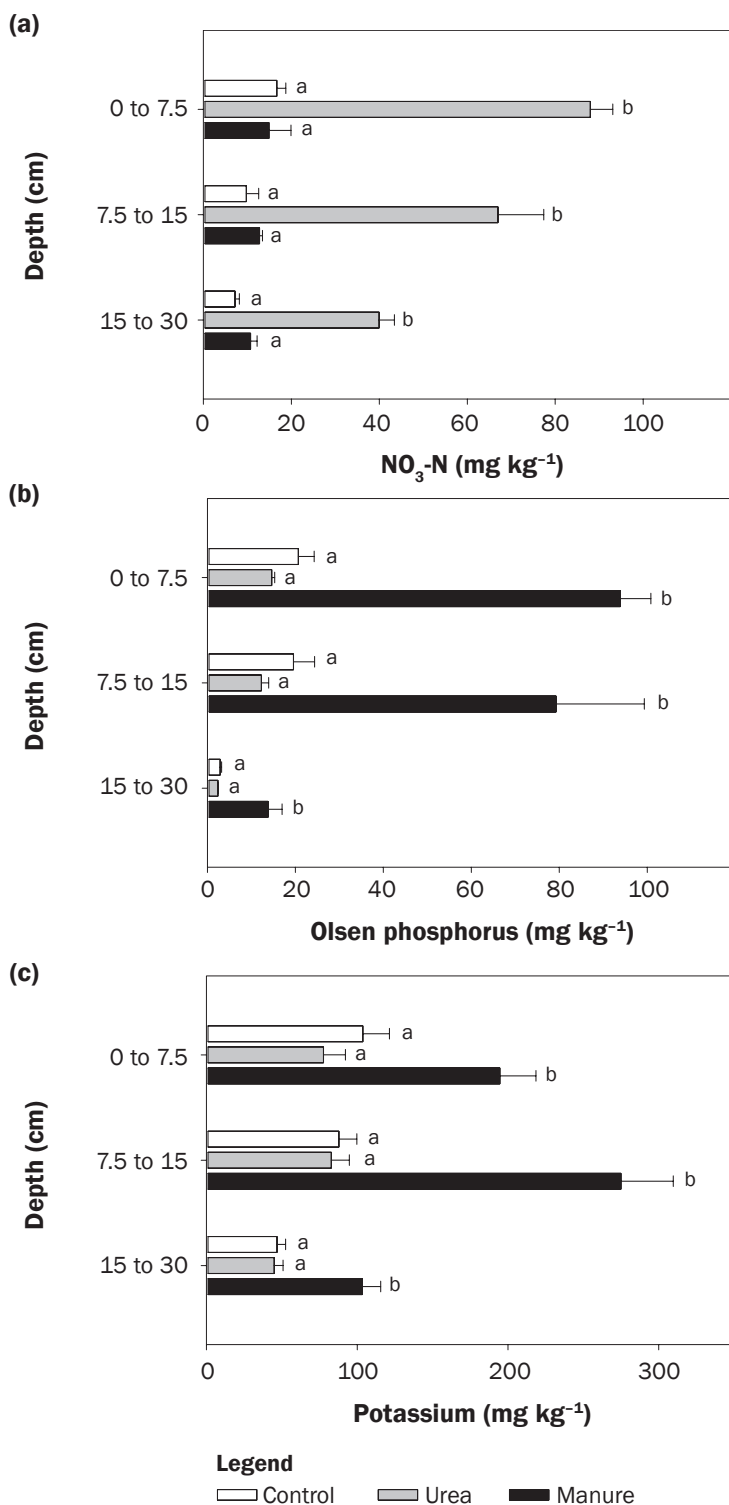 (a)
a
0 to 7.5
b
a
a
7.5 to 15
b
a
a
15 to 30
b
a
Depth (cm)
0 20 40 60 80 100
NO₃-N (mg kg⁻¹)
(b)
a
0 to 7.5
a
b
a
7.5 to 15
a
b
a
15 to 30
a
b
Depth (cm)
0 20 40 60 80 100
Olsen phosphorus (mg kg⁻¹)
(c)
a
0 to 7.5
a
b
a
7.5 to 15
a
b
a
15 to 30
a
b
Depth (cm)
0 100 200 300
Potassium (mg kg⁻¹)
Legend
Control Urea Manure